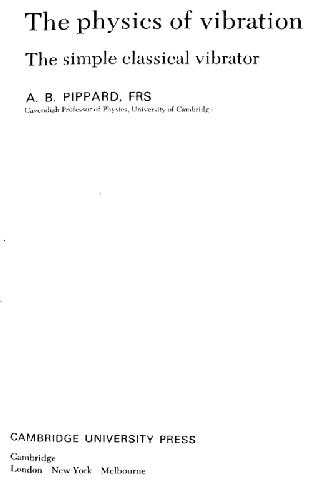 The physics of vibration
The simple classical vibrator
A. B. PIPPARD, FRS
Cavendish Professor of Physics, University of Cambridge
CAMBRIDGE UNIVERSITY PRESS
Cambridge
London New York Melbourne